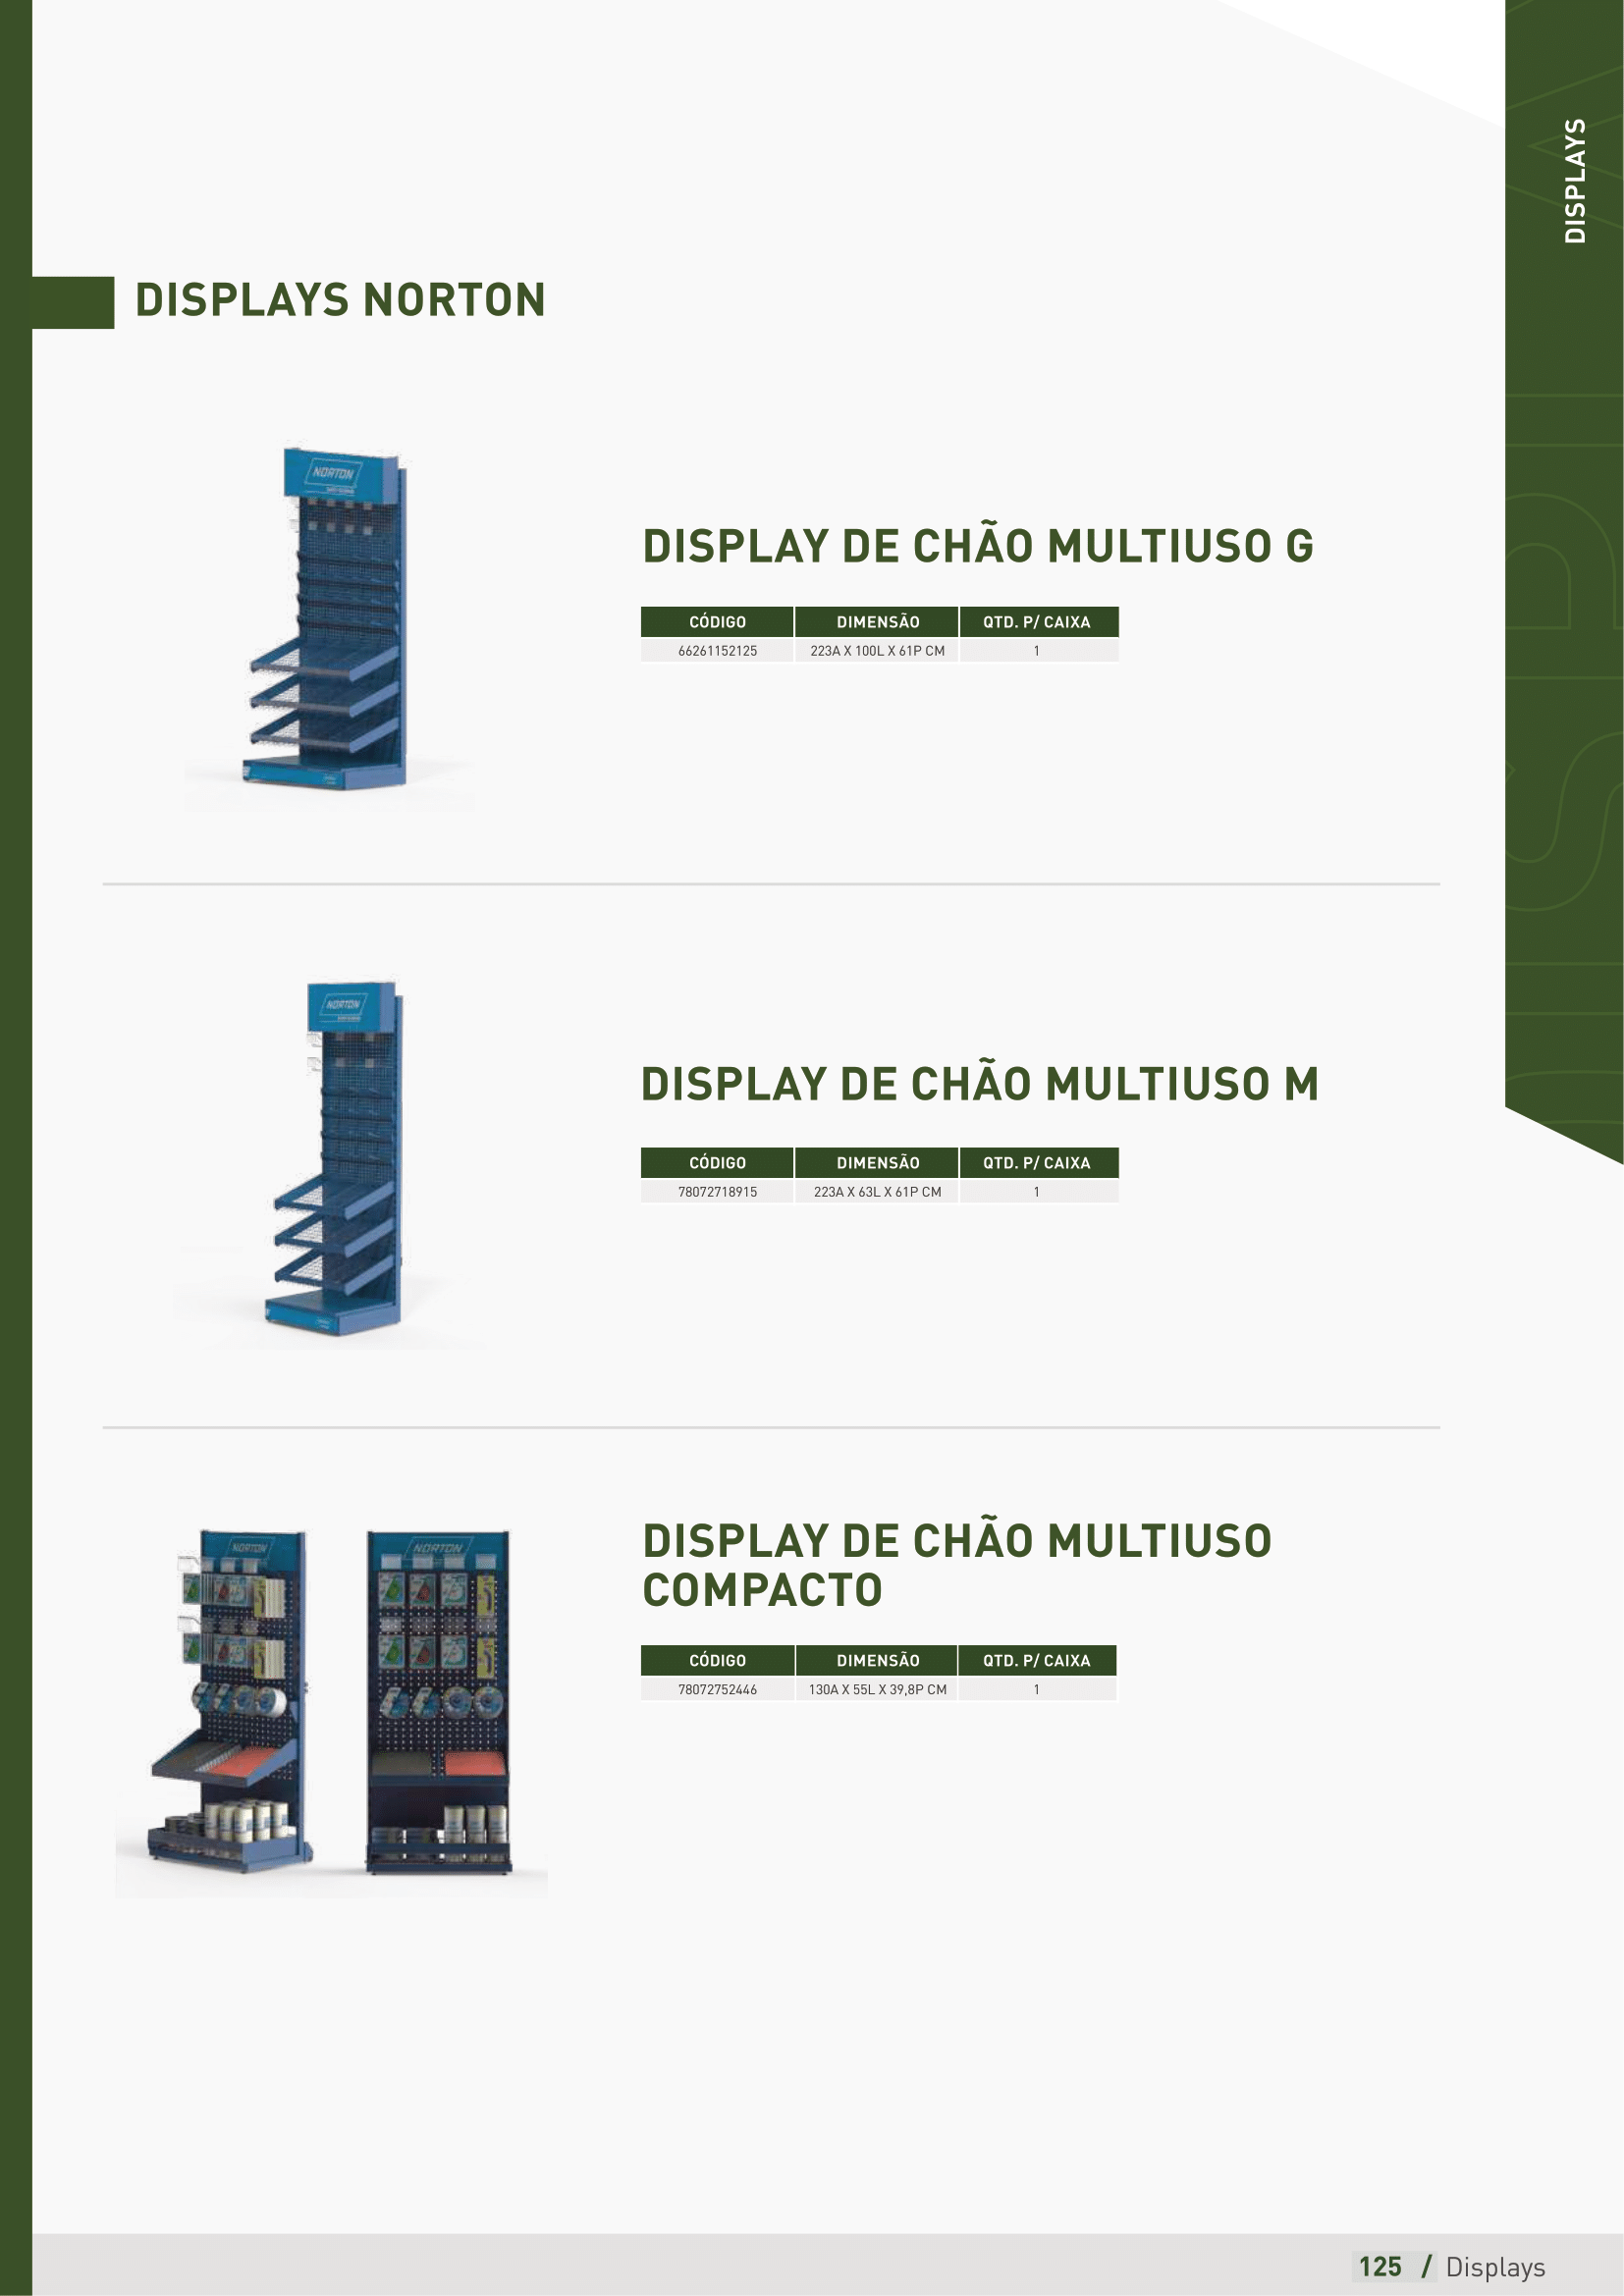 DISPLAYS
DISPLAYS NORTON
NORTON
DISPLAY DE CHÃO MULTIUSO G
CÓDIGO DIMENSÃO QTD. P/ CAIXA
66261152125 223A X 100L X 61P CM 1
NORTON
DISPLAY DE CHÃO MULTIUSO M
CÓDIGO DIMENSÃO QTD. P/ CAIXA
78072718915 223A X 63L X 61P CM 1
NORTON
NORTON
DISPLAY DE CHÃO MULTIUSO
COMPACTO
CÓDIGO DIMENSÃO QTD. P/ CAIXA
78072752446 130A X 55L X 39,8P CM 1
125 / Displays